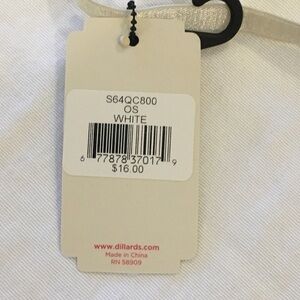 S64QC800
OS
WHITE
6 77878 37017 9
$16.00
www.dillards.com
Made in China
RN 58909